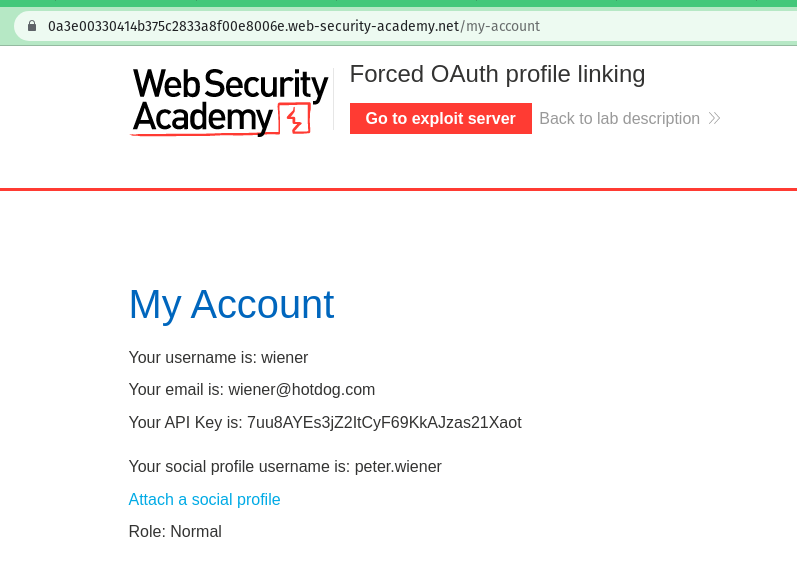 0a3e00330414b375c2833a8f00e8006e.web-security-academy.net/my-account
Web Security
Academy
Forced OAuth profile linking
Go to exploit server
Back to lab description
My Account
Your username is: wiener
Your email is: wiener@hotdog.com
Your API Key is: 7uu8AYEs3jZ2ItCyF69KkAJzas21Xaot
Your social profile username is: peter.wiener
Attach a social profile
Role: Normal